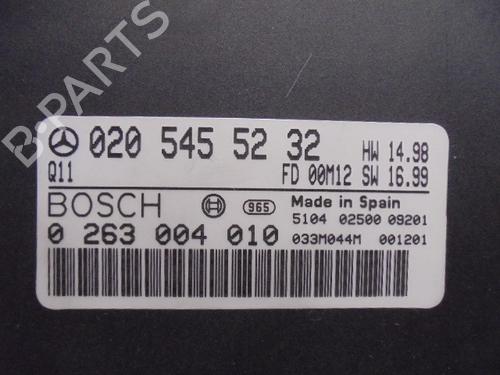 B-PARTS
020 545 52 32 HW 14.98
Q11 FD 00M12 SW 16.99
BOSCH 965 Made in Spain
5104 02500 09201
0 263 004 010 033M044M 001201